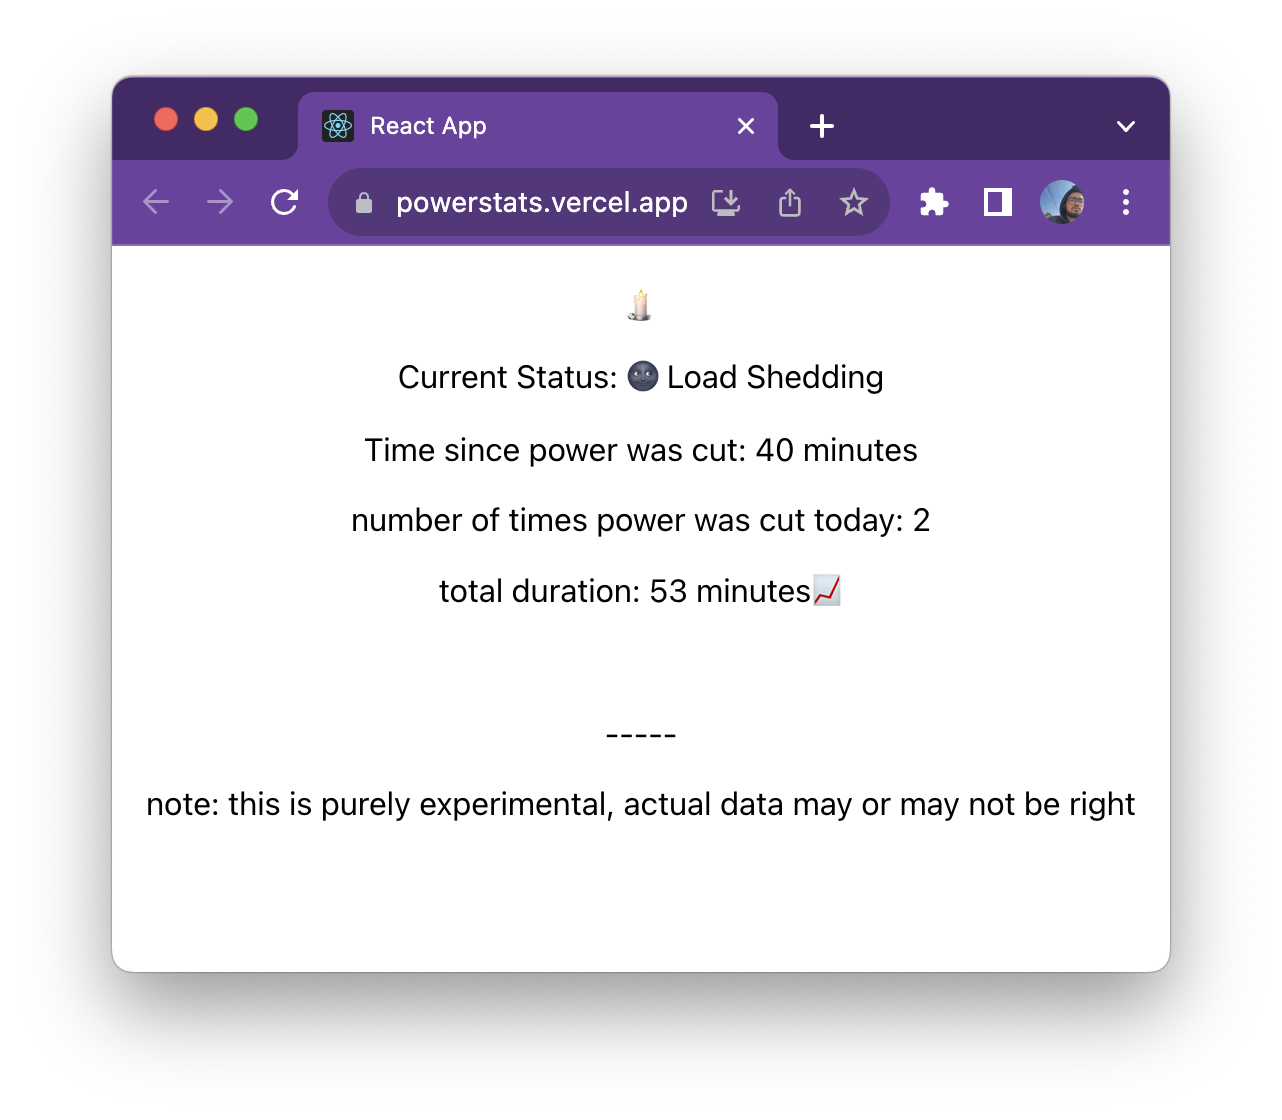 React App
powerstats.vercel.app
🕯️
Current Status: 🌚 Load Shedding
Time since power was cut: 40 minutes
number of times power was cut today: 2
total duration: 53 minutes📈
-----
note: this is purely experimental, actual data may or may not be right